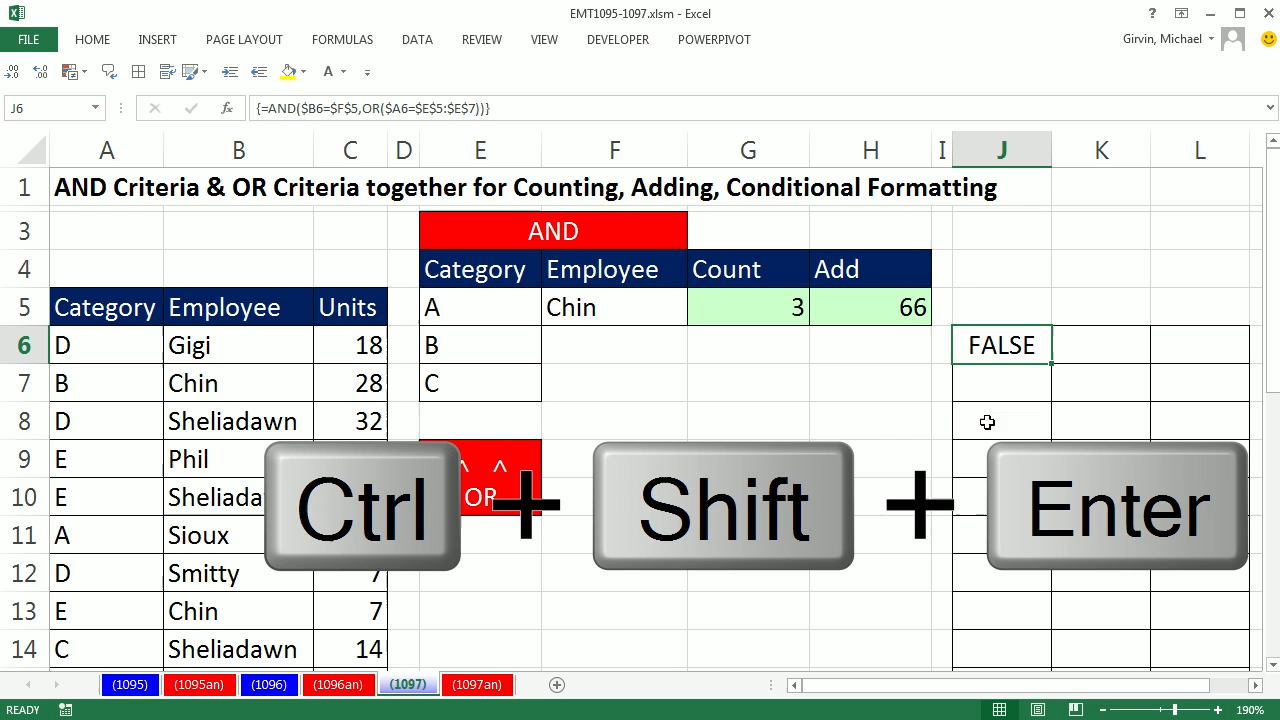 EMT1095-1097.xlsm - Excel
FILE HOME INSERT PAGE LAYOUT FORMULAS DATA REVIEW VIEW DEVELOPER POWERPIVOT Girvin, Michael
J6 {=AND($B6=$F$5,OR($A6=$E$5:$E$7))}
A B C D E F G H I J K L
1 AND Criteria & OR Criteria together for Counting, Adding, Conditional Formatting
3 AND
4 Category Employee Count Add
5 Category Employee Units A Chin 3 66
6 D Gigi 18 B FALSE
7 B Chin 28 C
8 D Sheliadawn 32
9 E Phil ^ ^
10 E Sheliada OR
Ctrl + Shift + Enter
11 A Sioux
12 D Smitty 7
13 E Chin 7
14 C Sheliadawn 14
(1095) (1095an) (1096) (1096an) (1097) (1097an)
READY 190%